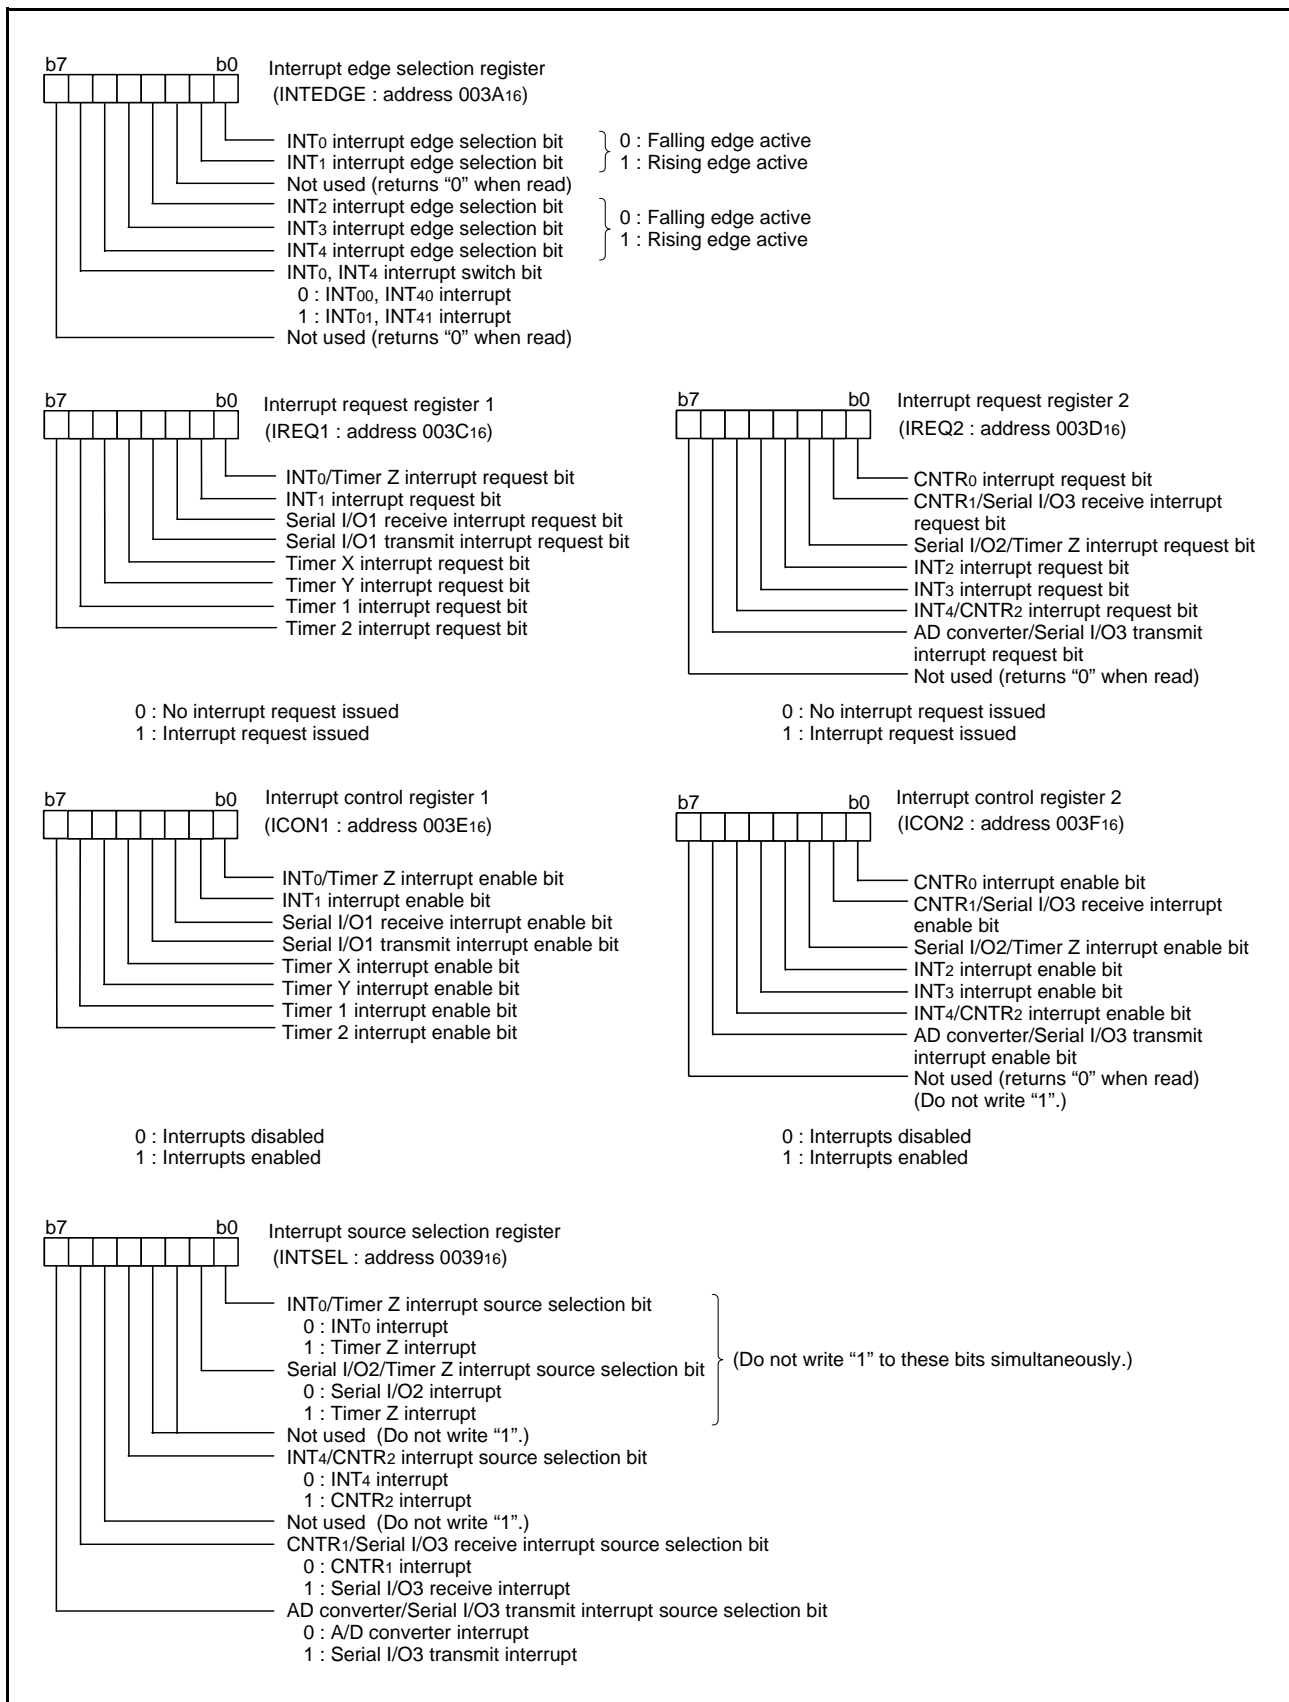 b7 b0 Interrupt edge selection register
(INTEDGE : address 003A16)
INT0 interrupt edge selection bit
INT1 interrupt edge selection bit
0 : Falling edge active
1 : Rising edge active
Not used (returns “0” when read)
INT2 interrupt edge selection bit
INT3 interrupt edge selection bit
INT4 interrupt edge selection bit
0 : Falling edge active
1 : Rising edge active
INT0, INT4 interrupt switch bit
0 : INT00, INT40 interrupt
1 : INT01, INT41 interrupt
Not used (returns “0” when read)
b7 b0 Interrupt request register 1
(IREQ1 : address 003C16)
INT0/Timer Z interrupt request bit
INT1 interrupt request bit
Serial I/O1 receive interrupt request bit
Serial I/O1 transmit interrupt request bit
Timer X interrupt request bit
Timer Y interrupt request bit
Timer 1 interrupt request bit
Timer 2 interrupt request bit
0 : No interrupt request issued
1 : Interrupt request issued
b7 b0 Interrupt request register 2
(IREQ2 : address 003D16)
CNTR0 interrupt request bit
CNTR1/Serial I/O3 receive interrupt
request bit
Serial I/O2/Timer Z interrupt request bit
INT2 interrupt request bit
INT3 interrupt request bit
INT4/CNTR2 interrupt request bit
AD converter/Serial I/O3 transmit
interrupt request bit
Not used (returns “0” when read)
0 : No interrupt request issued
1 : Interrupt request issued
b7 b0 Interrupt control register 1
(ICON1 : address 003E16)
INT0/Timer Z interrupt enable bit
INT1 interrupt enable bit
Serial I/O1 receive interrupt enable bit
Serial I/O1 transmit interrupt enable bit
Timer X interrupt enable bit
Timer Y interrupt enable bit
Timer 1 interrupt enable bit
Timer 2 interrupt enable bit
0 : Interrupts disabled
1 : Interrupts enabled
b7 b0 Interrupt control register 2
(ICON2 : address 003F16)
CNTR0 interrupt enable bit
CNTR1/Serial I/O3 receive interrupt
enable bit
Serial I/O2/Timer Z interrupt enable bit
INT2 interrupt enable bit
INT3 interrupt enable bit
INT4/CNTR2 interrupt enable bit
AD converter/Serial I/O3 transmit
interrupt enable bit
Not used (returns “0” when read)
(Do not write “1”.)
0 : Interrupts disabled
1 : Interrupts enabled
b7 b0 Interrupt source selection register
(INTSEL : address 003916)
INT0/Timer Z interrupt source selection bit
0 : INT0 interrupt
1 : Timer Z interrupt
Serial I/O2/Timer Z interrupt source selection bit
0 : Serial I/O2 interrupt
1 : Timer Z interrupt
(Do not write “1” to these bits simultaneously.)
Not used (Do not write “1”.)
INT4/CNTR2 interrupt source selection bit
0 : INT4 interrupt
1 : CNTR2 interrupt
Not used (Do not write “1”.)
CNTR1/Serial I/O3 receive interrupt source selection bit
0 : CNTR1 interrupt
1 : Serial I/O3 receive interrupt
AD converter/Serial I/O3 transmit interrupt source selection bit
0 : A/D converter interrupt
1 : Serial I/O3 transmit interrupt